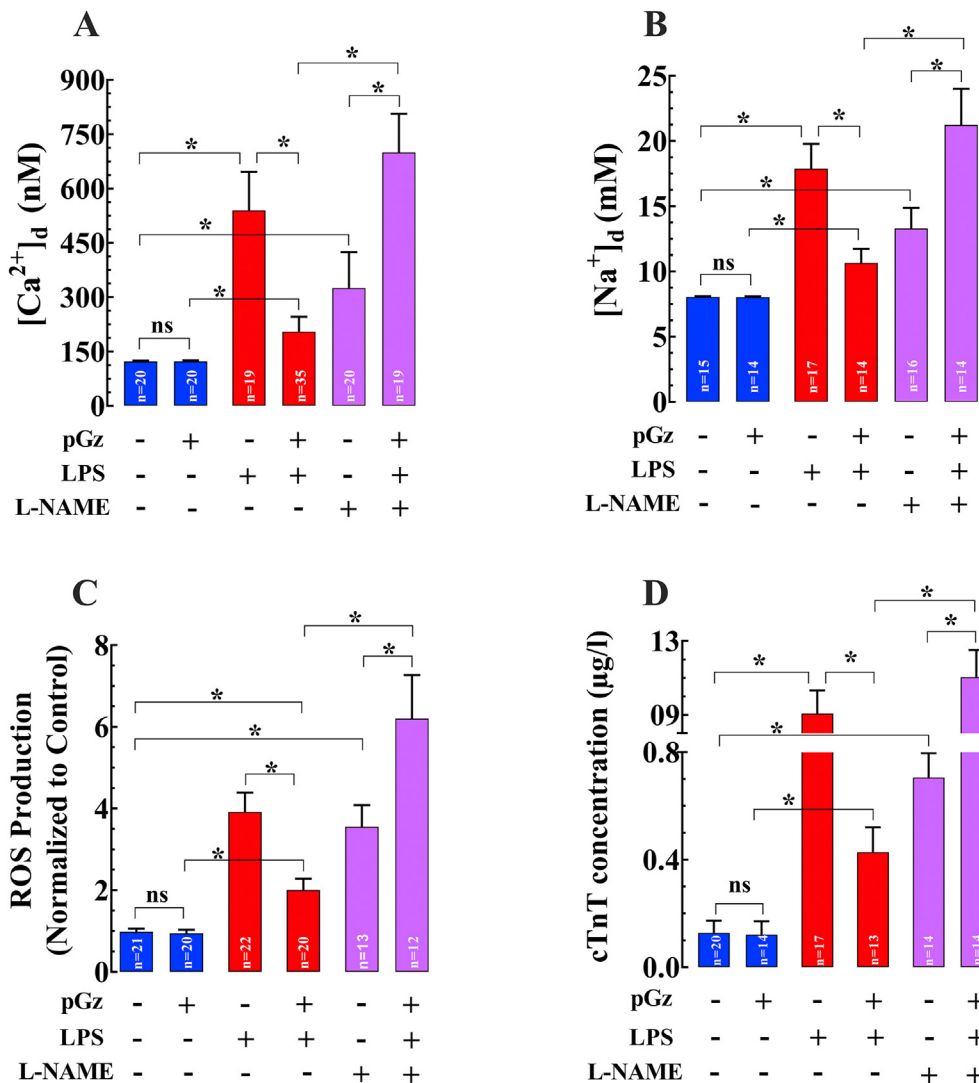 A
[Ca2+]d (nM)
900
750
600
450
300
150
0
*
*
*
*
*
*
ns
n=20
n=20
n=19
n=35
n=20
n=19
pGz - + - + - +
LPS - - + + - +
L-NAME - - - - + +
B
[Na+]d (mM)
25
20
15
10
5
0
*
*
*
*
*
*
ns
n=15
n=14
n=17
n=14
n=16
n=14
pGz - + - + - +
LPS - - + + - +
L-NAME - - - - + +
C
ROS Production
(Normalized to Control)
8
6
4
2
0
*
*
*
*
*
*
ns
n=21
n=20
n=22
n=20
n=13
n=12
pGz - + - + - +
LPS - - + + - +
L-NAME - - - - + +
D
cTnT concentration (µg/l)
13
09
0.8
0.4
0.0
*
*
*
*
*
*
ns
n=20
n=14
n=17
n=13
n=14
n=14
pGz - + - + - +
LPS - - + + - +
L-NAME - - - - + +